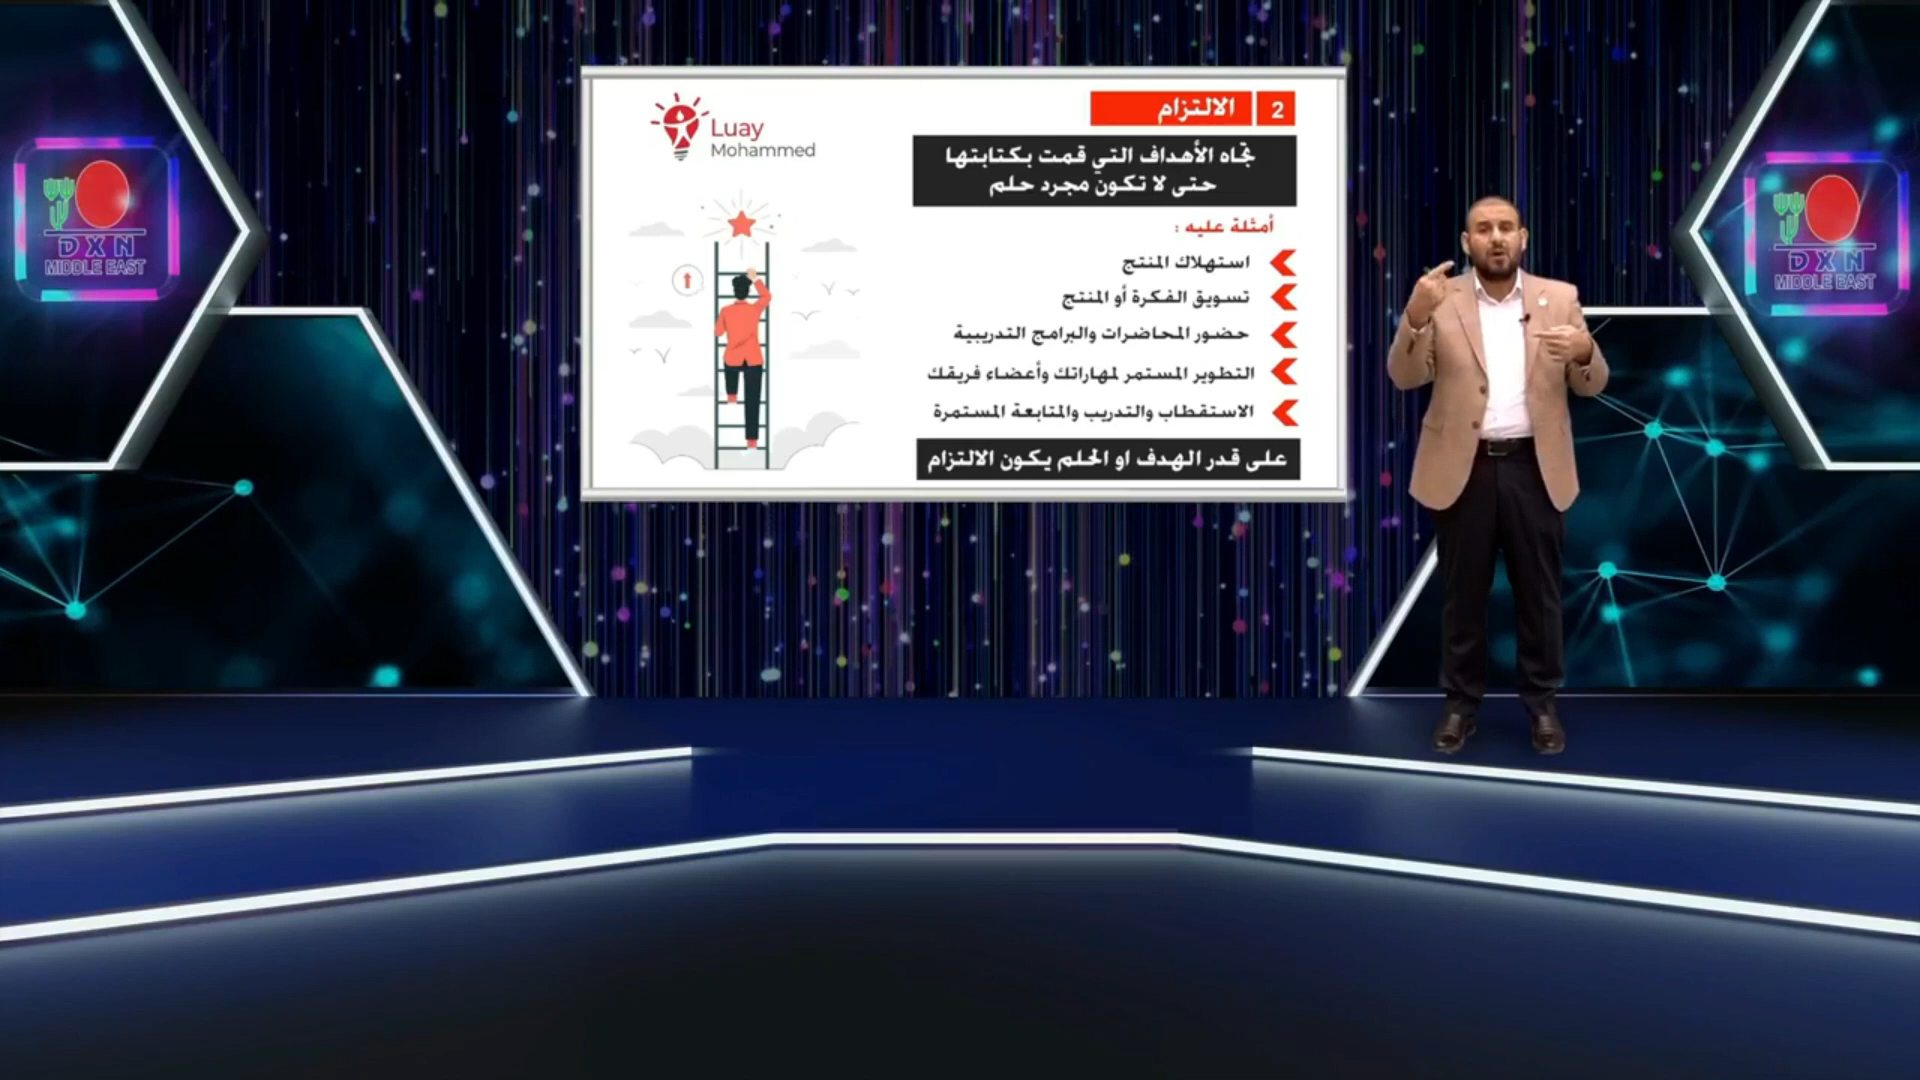 2 الالتزام
تجاه الأهداف التي قمت بكتابتها
حتى لا تكون مجرد حلم
أمثلة عليه :
استهلاك المنتج
تسويق الفكرة أو المنتج
حضور المحاضرات والبرامج التدريبية
التطوير المستمر لمهاراتك وأعضاء فريقك
الاستقطاب والتدريب والمتابعة المستمرة
على قدر الهدف او الحلم يكون الالتزام
Luay
Mohammed
DXN
MIDDLE EAST
DXN
MIDDLE EAST